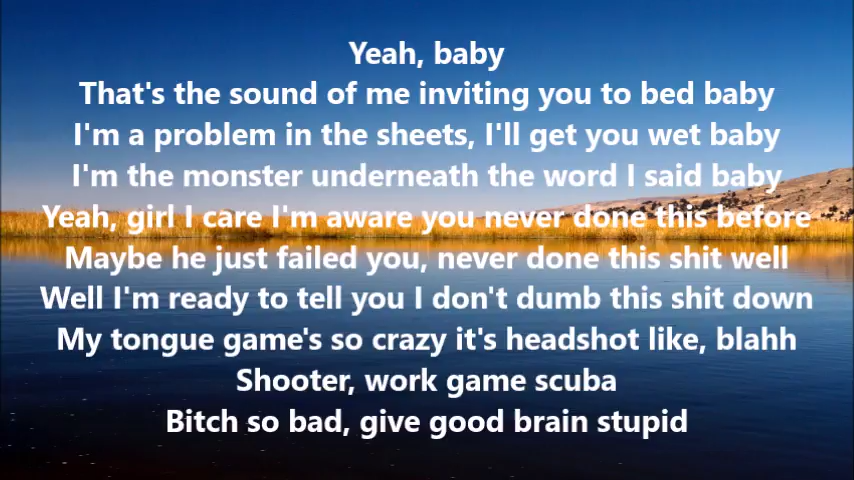 Yeah, baby
That's the sound of me inviting you to bed baby
I'm a problem in the sheets, I'll get you wet baby
I'm the monster underneath the word I said baby
Yeah, girl I care I'm aware you never done this before
Maybe he just failed you, never done this shit well
Well I'm ready to tell you I don't dumb this shit down
My tongue game's so crazy it's headshot like, blahh
Shooter, work game scuba
Bitch so bad, give good brain stupid